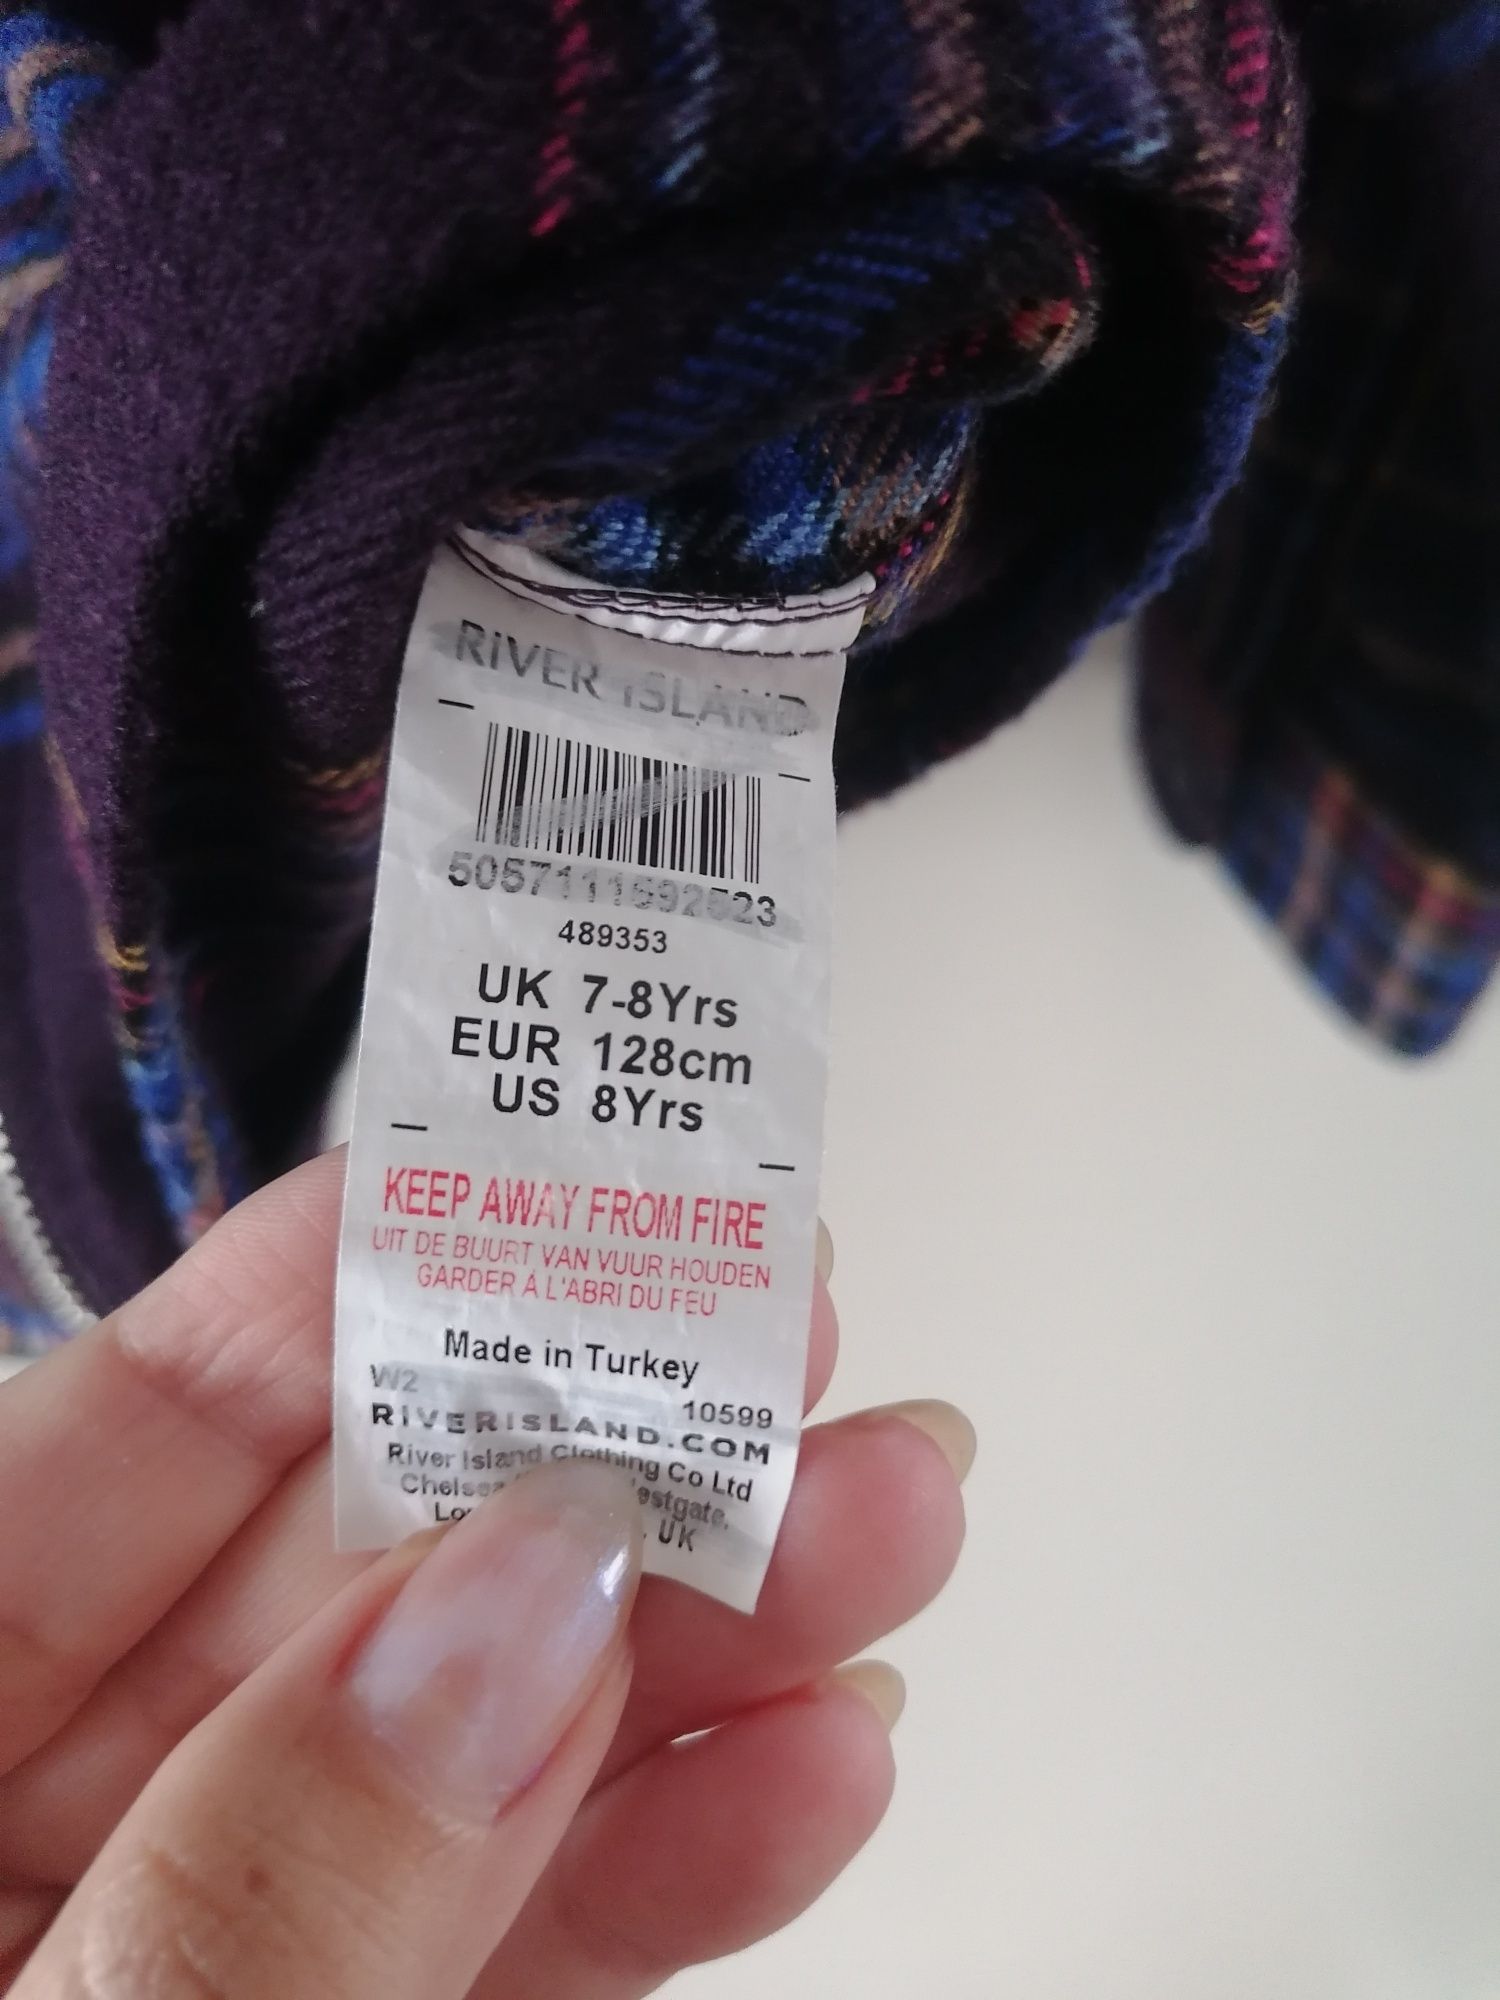 RIVER ISLAND
5057111692523
489353
UK 7-8Yrs
EUR 128cm
US 8Yrs
KEEP AWAY FROM FIRE
UIT DE BUURT VAN VUUR HOUDEN
GARDER À L'ABRI DU FEU
Made in Turkey
W2 10599
RIVERISLAND.COM
River Island Clothing Co Ltd
UK